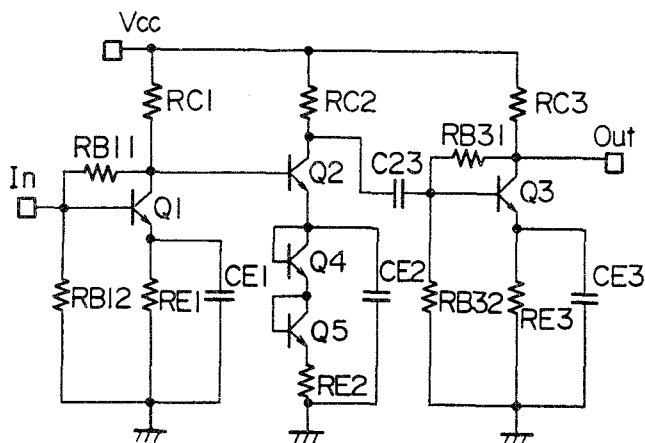 Vcc
RC1
RC2
RC3
RB11
RB31
Out
In
Q1
Q2
C23
Q3
RB12
RE1
CE1
Q4
CE2
RB32
RE3
CE3
Q5
RE2